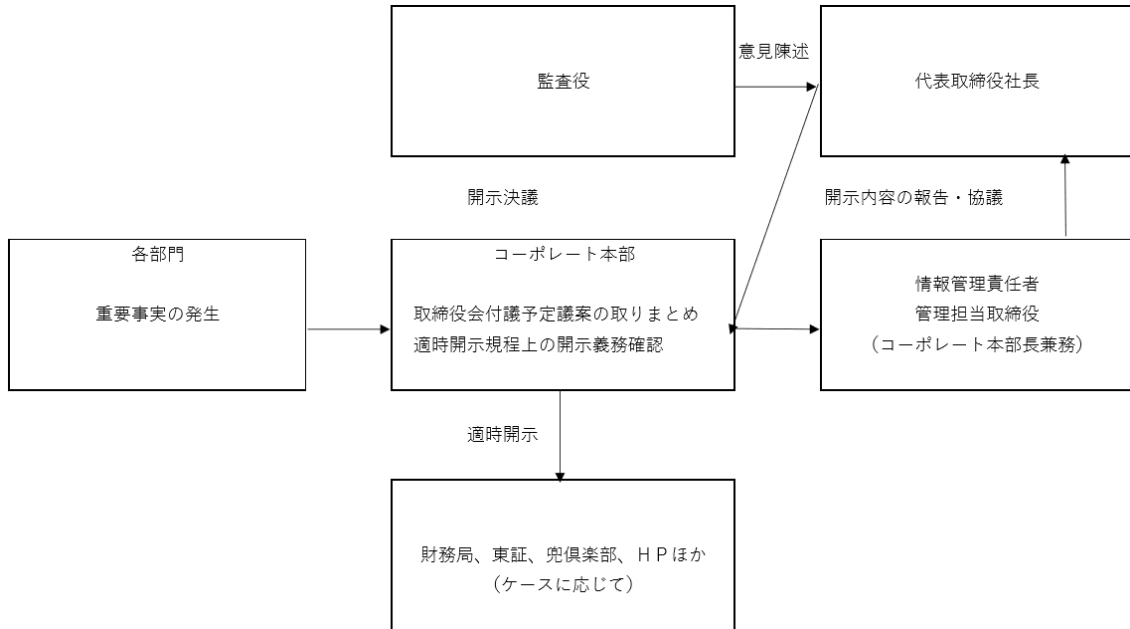 意見陳述
監査役
代表取締役社長
開示決議
開示内容の報告・協議
各部門
重要事実の発生
コーポレート本部
取締役会付議予定議案の取りまとめ
適時開示規程上の開示義務確認
情報管理責任者
管理担当取締役
(コーポレート本部長兼務)
適時開示
財務局、東証、兜倶楽部、HPほか
(ケースに応じて)